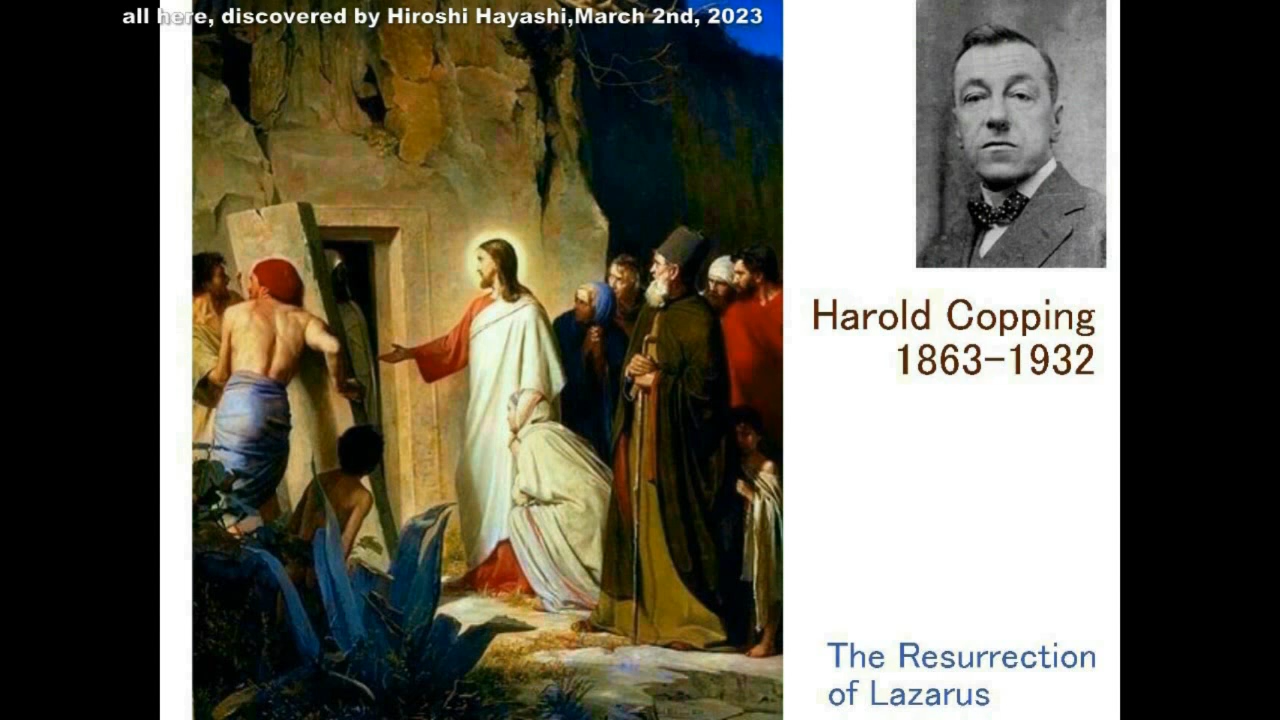 all here, discovered by Hiroshi Hayashi,March 2nd, 2023
Harold Copping
1863-1932
The Resurrection
of Lazarus